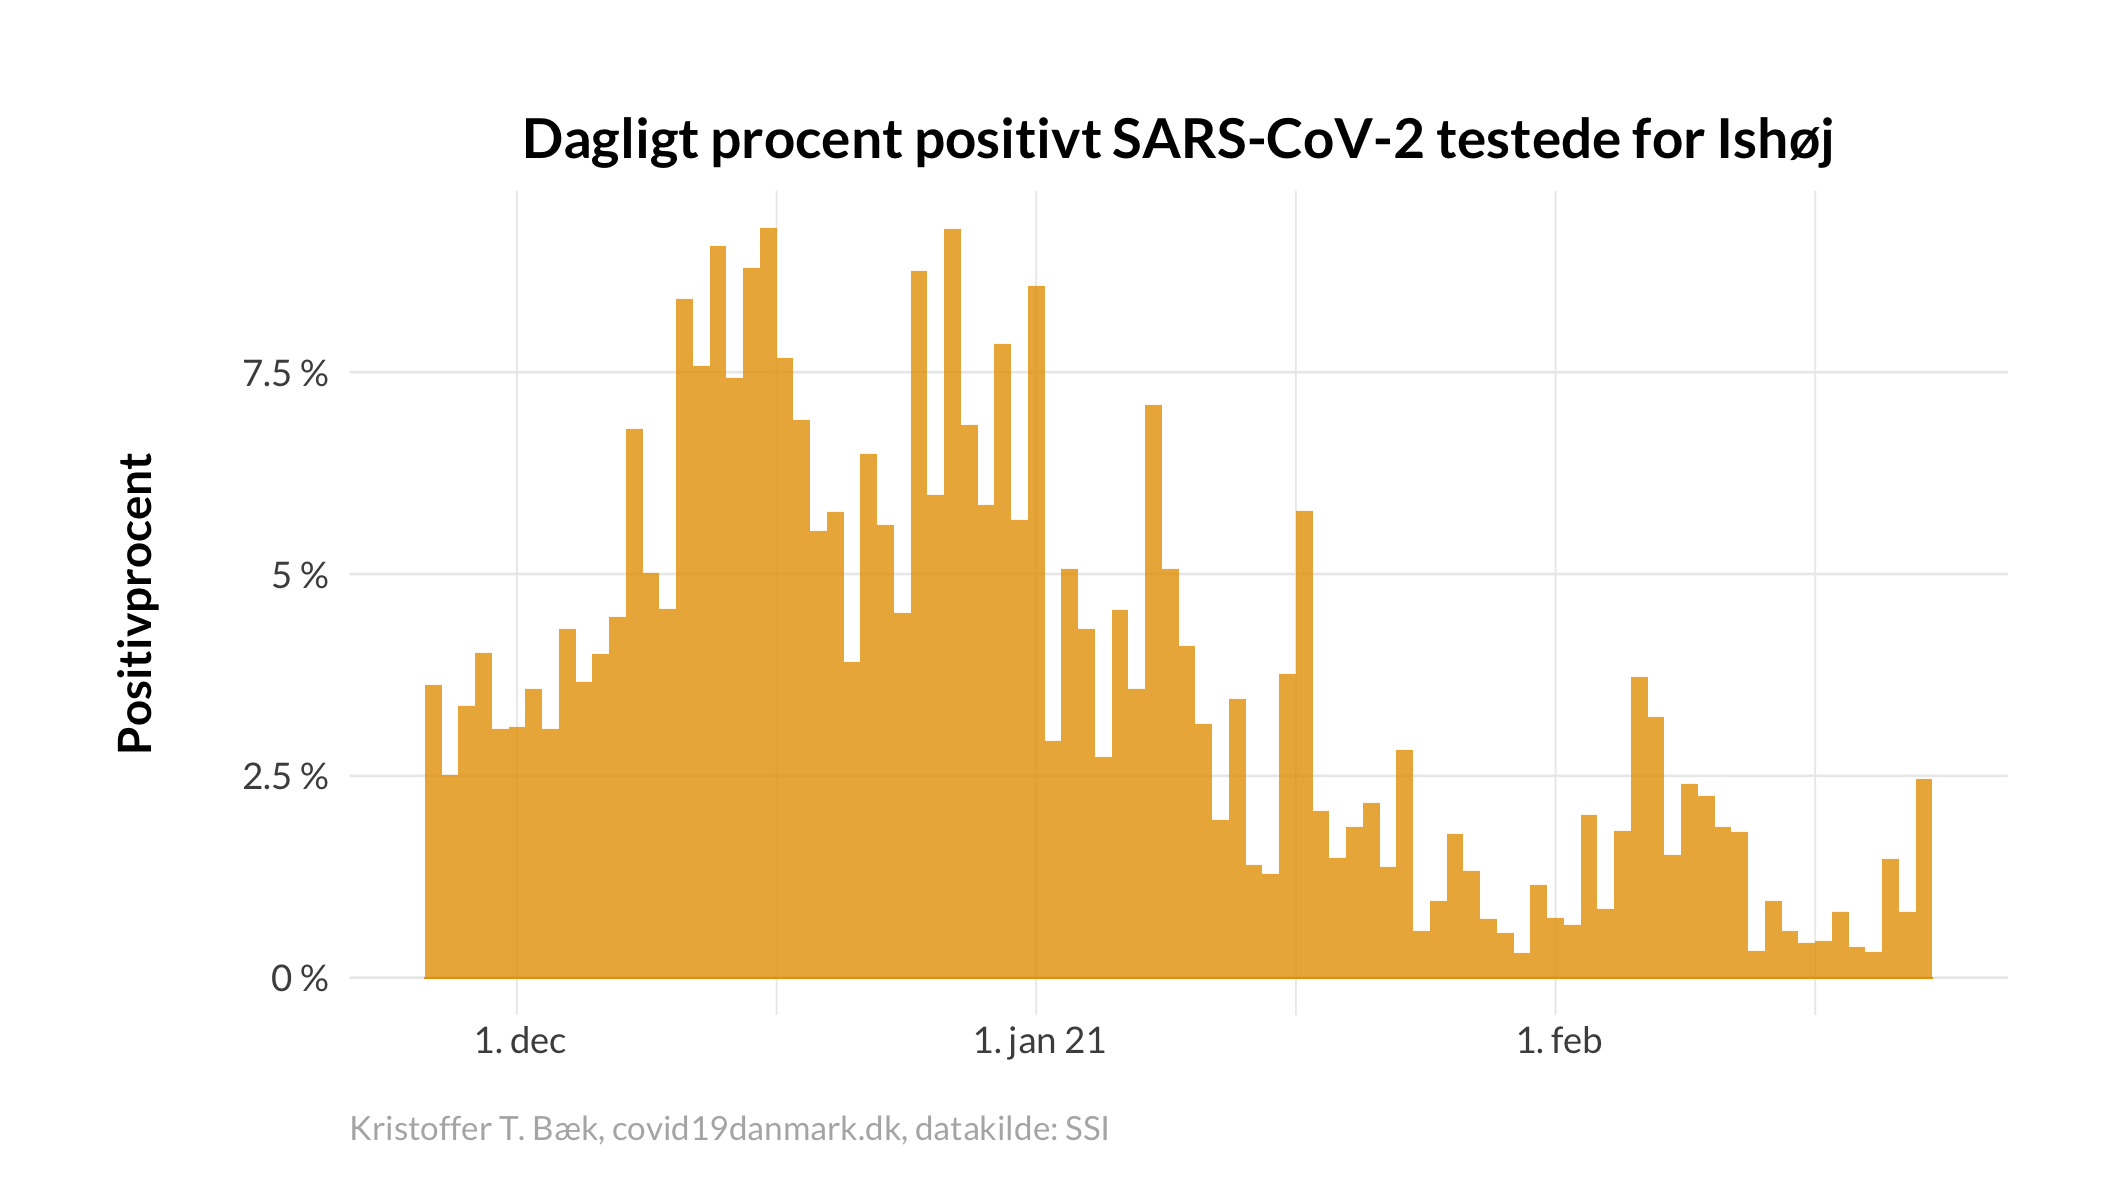 Dagligt procent positivt SARS-CoV-2 testede for Ishøj
Positivprocent
7.5 %
5 %
2.5 %
0 %
1. dec
1. jan 21
1. feb
Kristoffer T. Bæk, covid19danmark.dk, datakilde: SSI